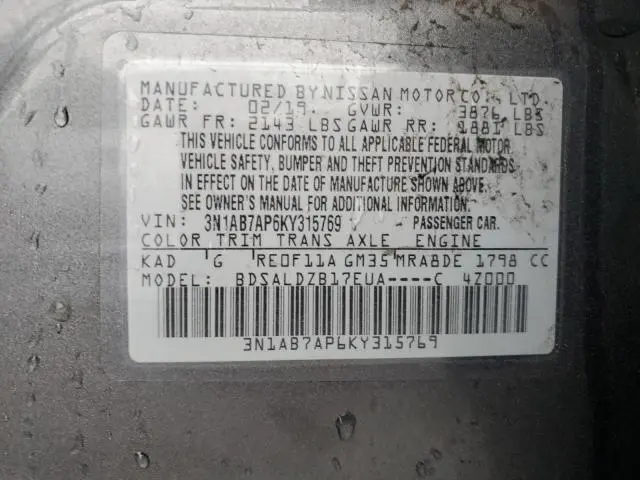 MANUFACTURED BY NISSAN MOTOR CO., LTD.
DATE: 02/19 GVWR: 3876 LBS
GAWR FR: 2143 LBS GAWR RR: 1881 LBS
THIS VEHICLE CONFORMS TO ALL APPLICABLE FEDERAL MOTOR
VEHICLE SAFETY, BUMPER AND THEFT PREVENTION STANDARDS
IN EFFECT ON THE DATE OF MANUFACTURE SHOWN ABOVE.
SEE OWNER'S MANUAL FOR ADDITIONAL INFORMATION.
VIN: 3N1AB7AP6KY315769 PASSENGER CAR.
COLOR TRIM TRANS AXLE ENGINE
KAD G RE0F11A GM35 MRA8DE 1798 CC
MODEL: BDSALDZB17EUA----C 4Z000
3N1AB7AP6KY315769